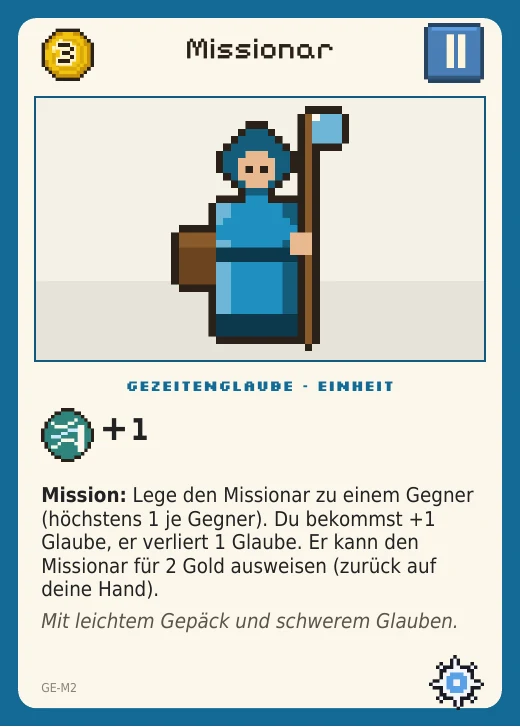 3
Missionar
GEZEITENGLAUBE - EINHEIT
+1
Mission: Lege den Missionar zu einem Gegner
(höchstens 1 je Gegner). Du bekommst +1
Glaube, er verliert 1 Glaube. Er kann den
Missionar für 2 Gold ausweisen (zurück auf
deine Hand).
Mit leichtem Gepäck und schwerem Glauben.
GE-M2